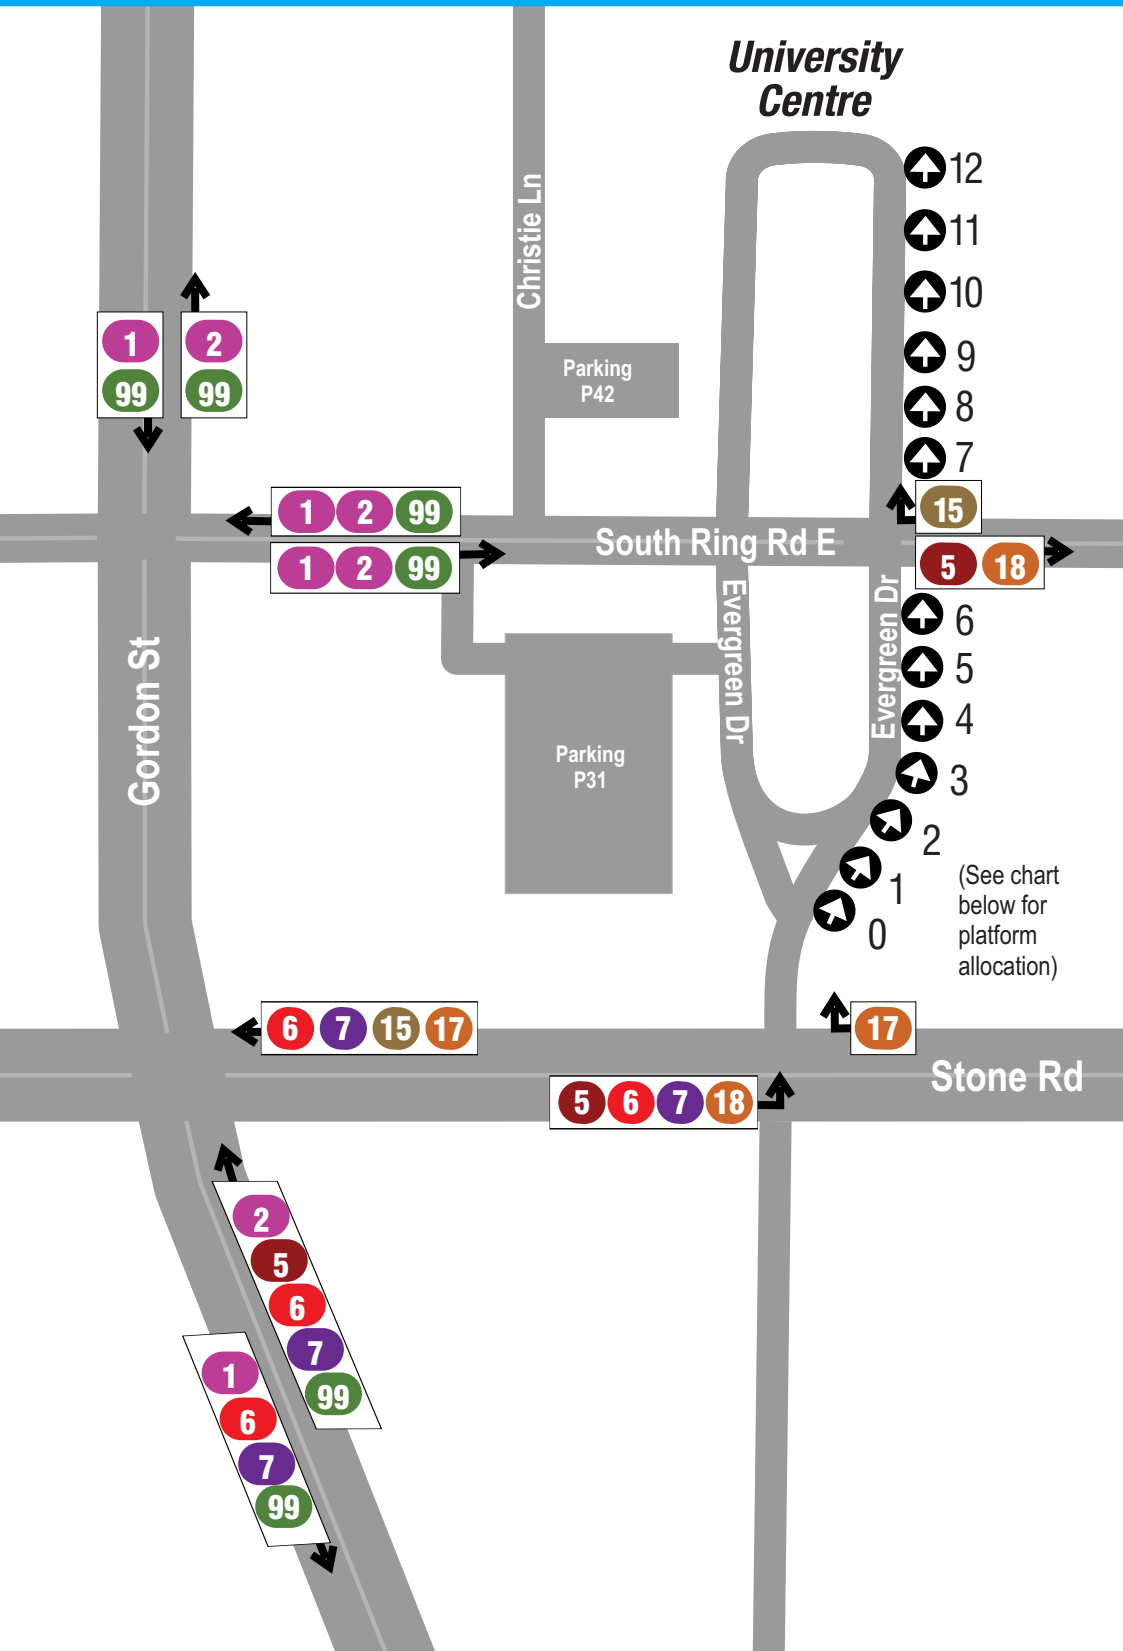 University
Centre
12
11
10
9
8
7
Christie Ln
1
99
2
99
Parking
P42
1 2 99
1 2 99
South Ring Rd E
15
5 18
6
5
4
3
2
1
0
Evergreen Dr
Evergreen Dr
Gordon St
Parking
P31
(See chart
below for
platform
allocation)
6 7 15 17
17
Stone Rd
5 6 7 18
2
5
6
7
99
1
6
7
99